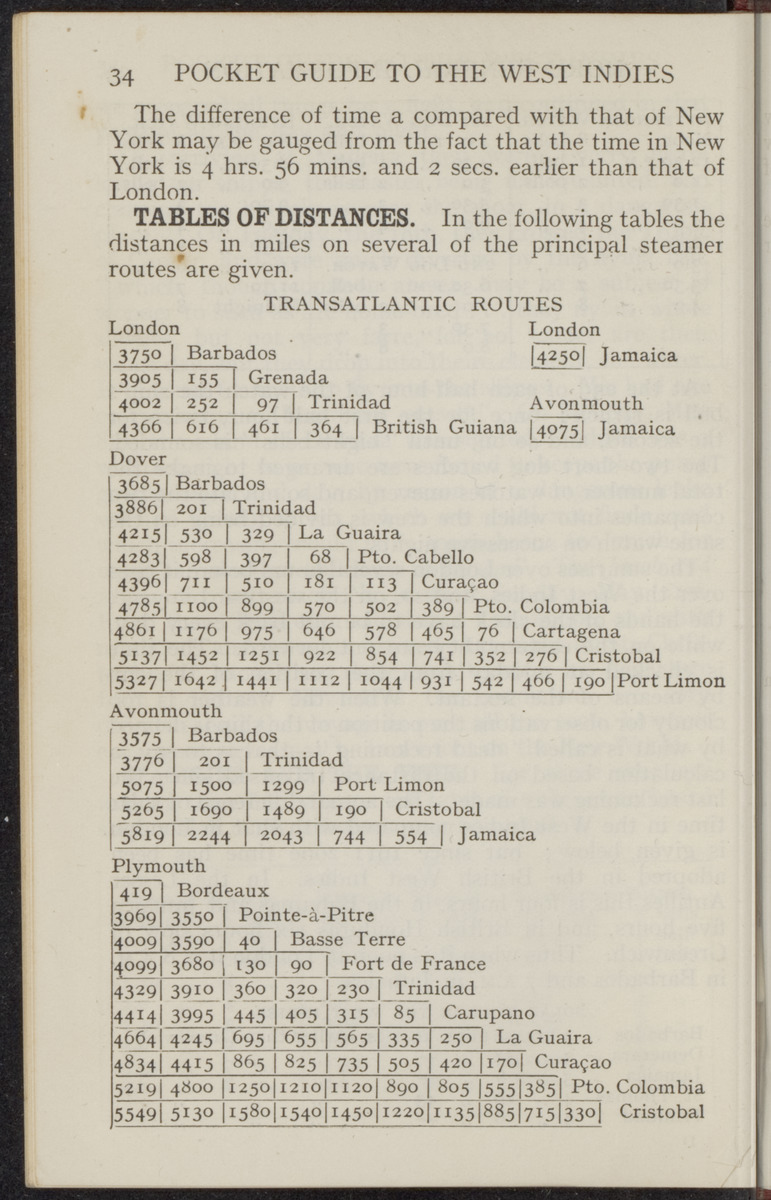 34 POCKET GUIDE TO THE WEST INDIES
The difference of time a compared with that of New
York may be gauged from the fact that the time in New
York is 4 hrs. 56 mins. and 2 secs. earlier than that of
London.
TABLES OF DISTANCES. In the following tables the
distances in miles on several of the principal steamer
routes are given.
TRANSATLANTIC ROUTES
London London
3750 | Barbados |4250| Jamaica
3905 | 155 | Grenada
4002 | 252 | 97 | Trinidad Avonmouth
4366 | 616 | 461 | 364 | British Guiana |4075| Jamaica
Dover
3685| Barbados
3886| 201 | Trinidad
4215| 530 | 329 | La Guaira
4283| 598 | 397 | 68 | Pto. Cabello
4396| 711 | 510 | 181 | 113 | Curaçao
4785| 1100 | 899 | 570 | 502 | 389 | Pto. Colombia
4861 | 1176 | 975 | 646 | 578 | 465 | 76 | Cartagena
5137| 1452 | 1251 | 922 | 854 | 741 | 352 | 276 | Cristobal
5327| 1642 | 1441 | 1112 | 1044 | 931 | 542 | 466 | 190 |Port Limon
Avonmouth
3575 | Barbados
3776 | 201 | Trinidad
5075 | 1500 | 1299 | Port Limon
5265 | 1690 | 1489 | 190 | Cristobal
5819 | 2244 | 2043 | 744 | 554 | Jamaica
Plymouth
419 | Bordeaux
3969| 3550 | Pointe-à-Pitre
4009| 3590 | 40 | Basse Terre
4099| 3680 | 130 | 90 | Fort de France
4329| 3910 | 360 | 320 | 230 | Trinidad
4414| 3995 | 445 | 405 | 315 | 85 | Carupano
4664| 4245 | 695 | 655 | 565 | 335 | 250 | La Guaira
4834| 4415 | 865 | 825 | 735 | 505 | 420 |170| Curaçao
5219| 4800 |1250|1210|1120| 890 | 805 |555|385| Pto. Colombia
5549| 5130 |1580|1540|1450|1220|1135|885|715|330| Cristobal